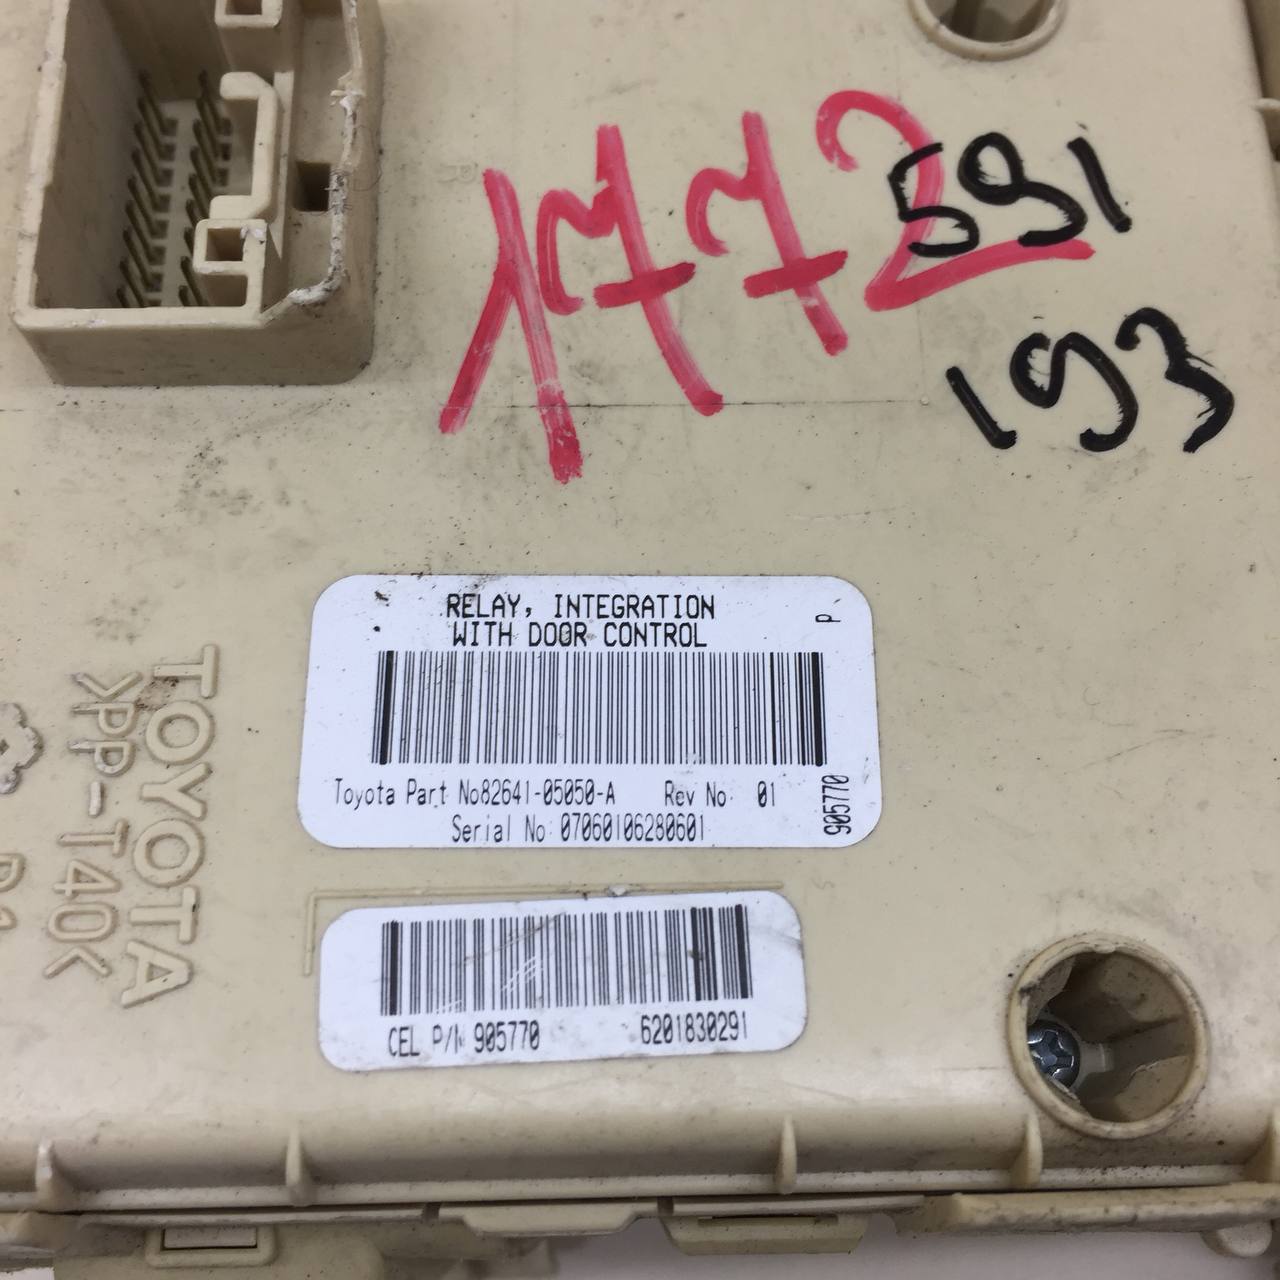 1772
591
193
RELAY, INTEGRATION
WITH DOOR CONTROL
P
Toyota Part No82641-05050-A Rev No: 01
Serial No: 07060106280601
905770
CEL P/N 905770 6201830291
TOYOTA
>PP-T40<